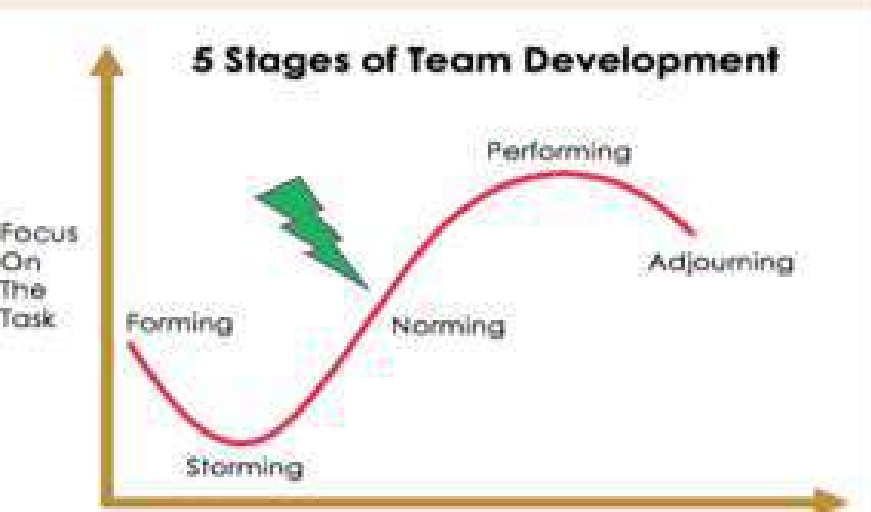 5 Stages of Team Development
Performing
Focus
On
The
Task
Adjourning
Forming
Norming
Storming